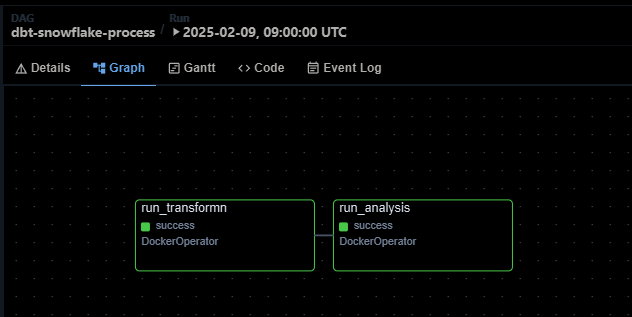 DAG Run
dbt-snowflake-process / 2025-02-09, 09:00:00 UTC
Details Graph Gantt Code Event Log
run_transformn run_analysis
success success
DockerOperator DockerOperator